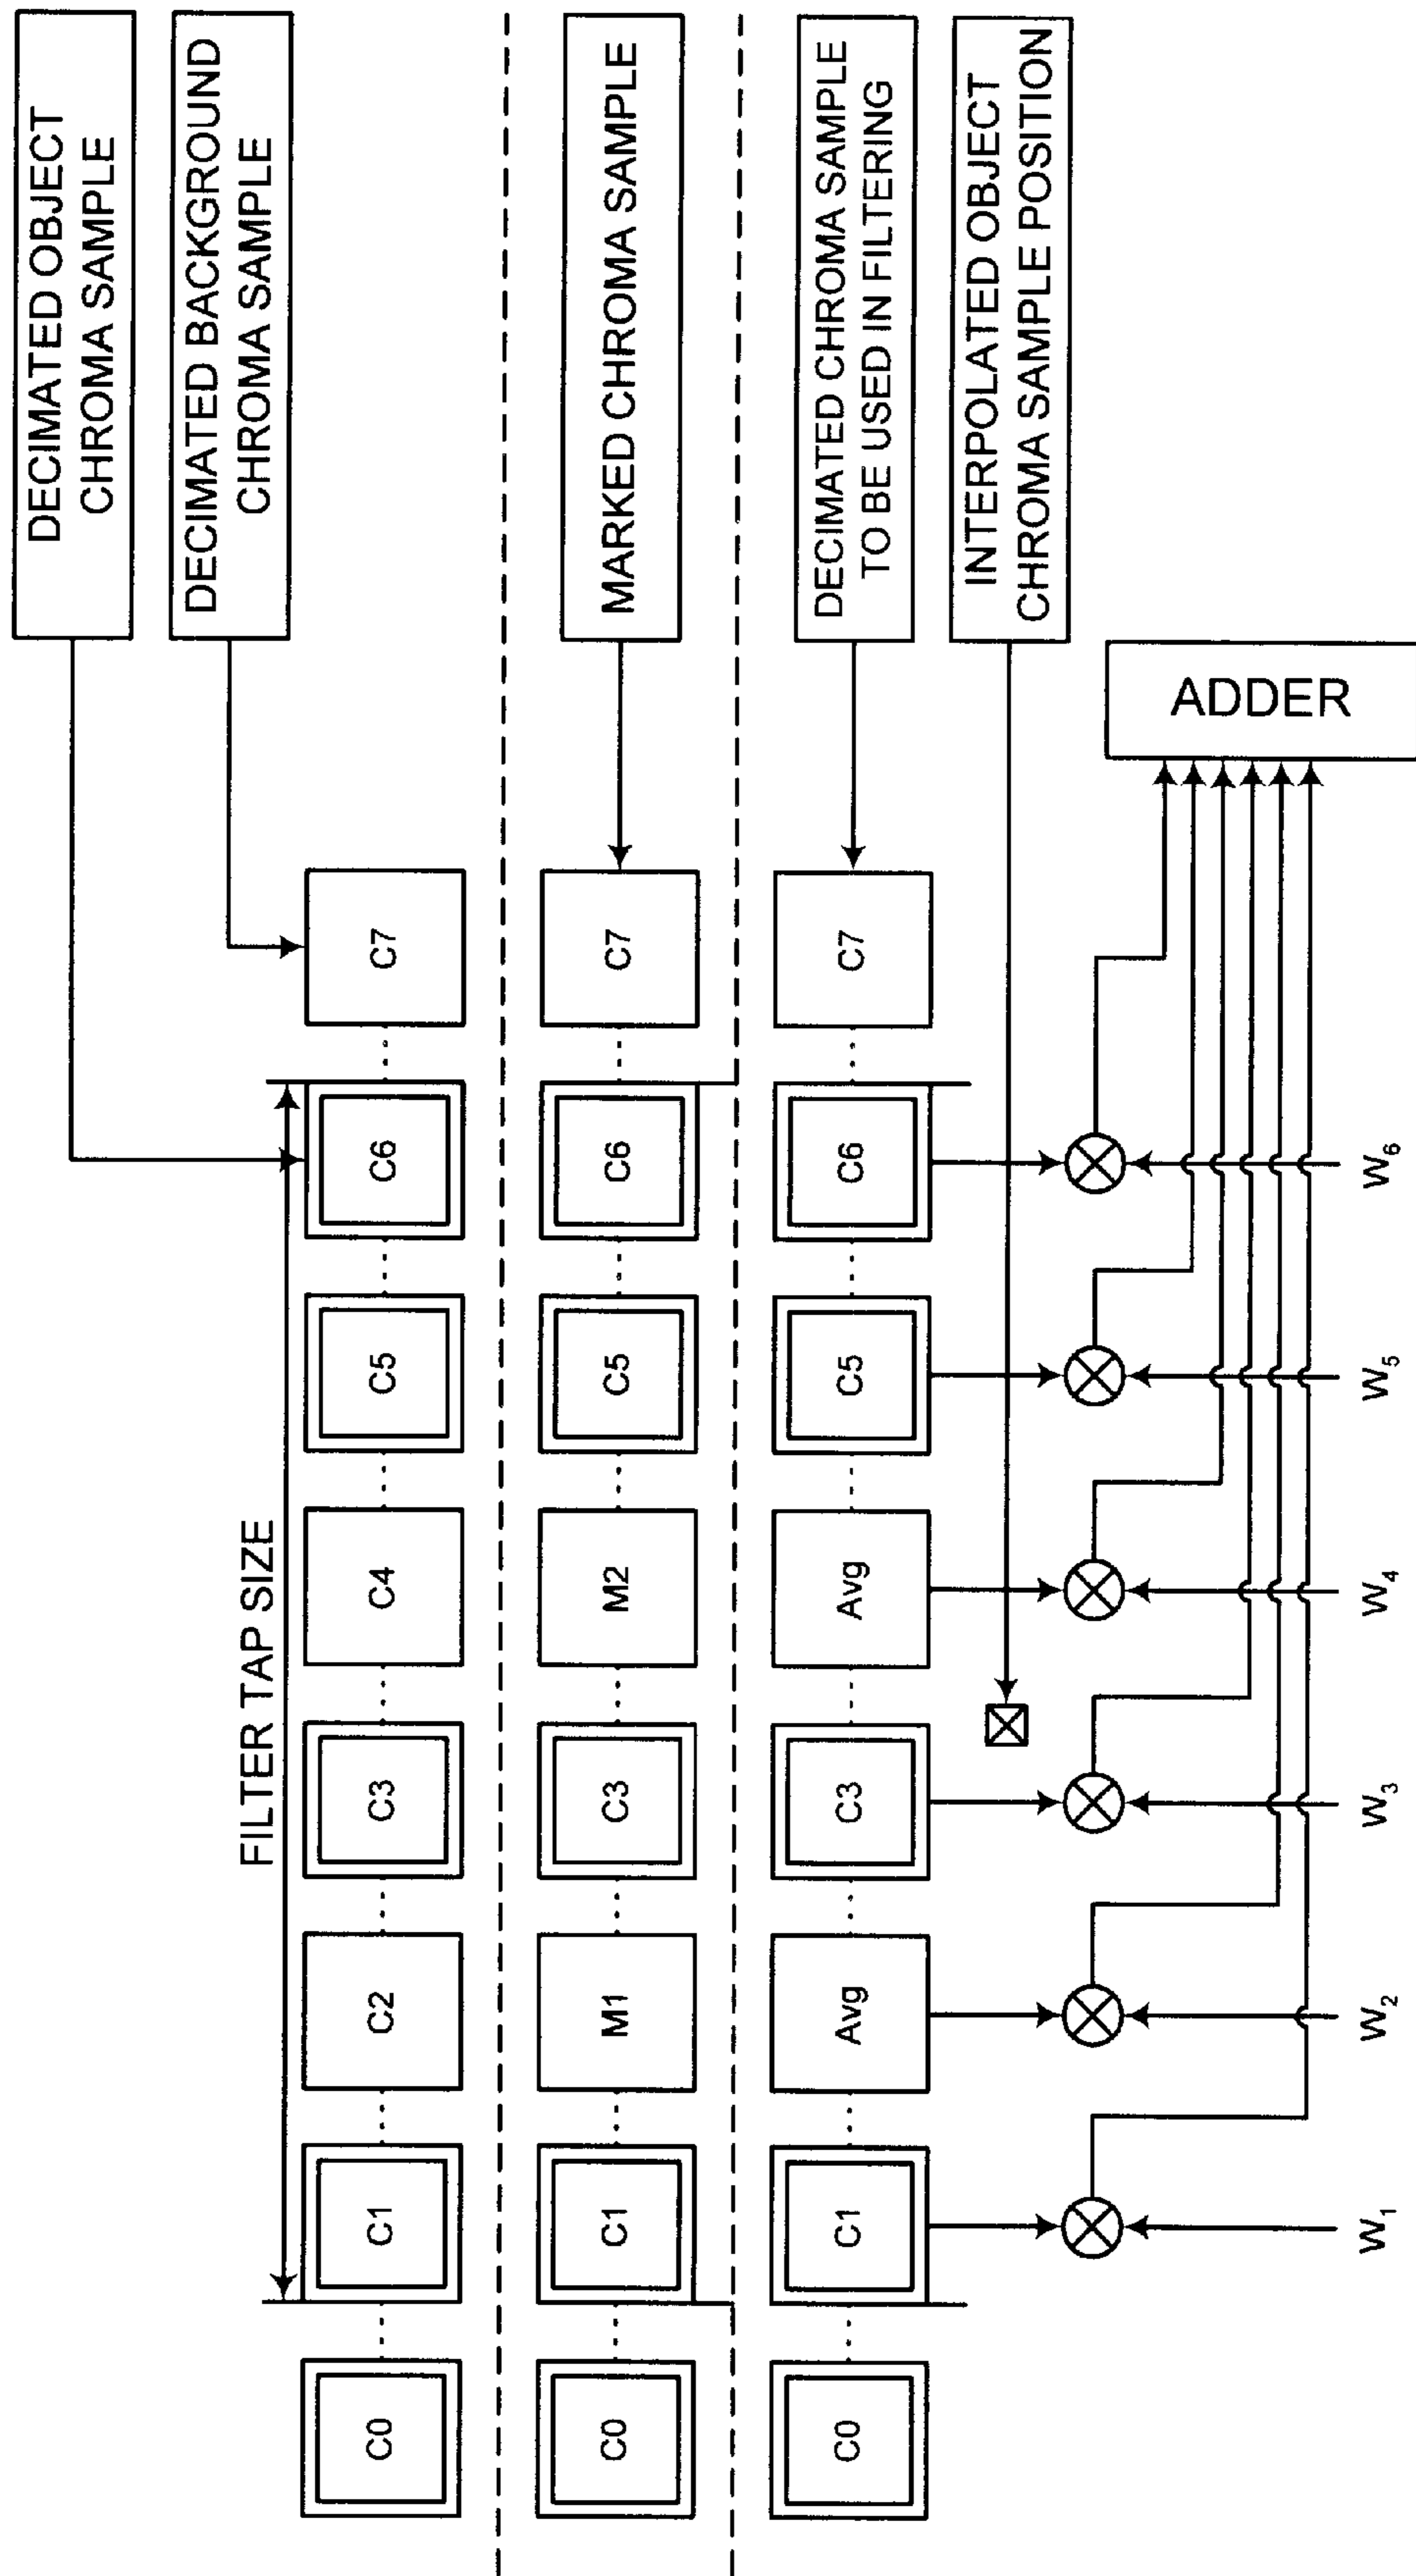 DECIMATED OBJECT
CHROMA SAMPLE
DECIMATED BACKGROUND
CHROMA SAMPLE
FILTER TAP SIZE
C0 C1 C2 C3 C4 C5 C6 C7
MARKED CHROMA SAMPLE
C0 C1 M1 C3 M2 C5 C6 C7
DECIMATED CHROMA SAMPLE
TO BE USED IN FILTERING
C0 C1 Avg C3 Avg C5 C6 C7
INTERPOLATED OBJECT
CHROMA SAMPLE POSITION
ADDER
W1 W2 W3 W4 W5 W6